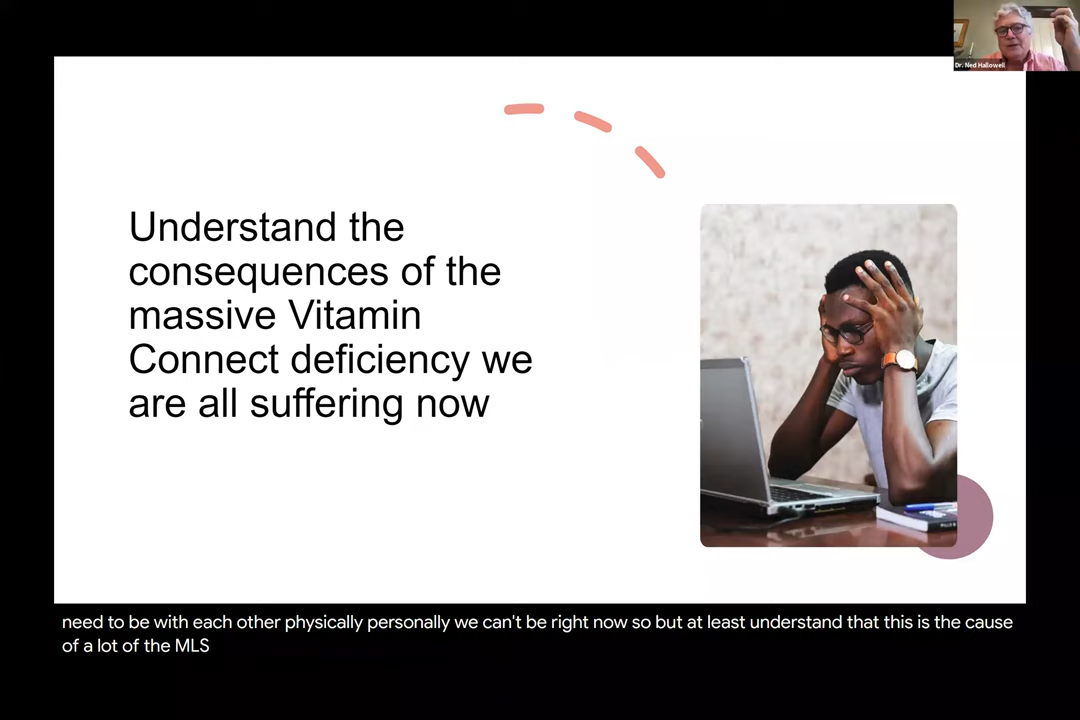 Dr. Ned Hallowell
Understand the
consequences of the
massive Vitamin
Connect deficiency we
are all suffering now
need to be with each other physically personally we can't be right now so but at least understand that this is the cause
of a lot of the MLS